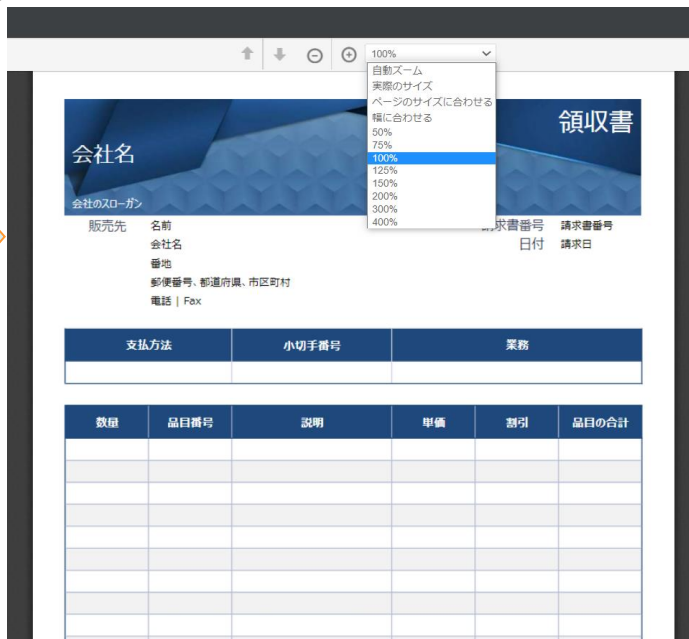 100%
自動ズーム
実際のサイズ
ページのサイズに合わせる
幅に合わせる
50%
75%
100%
125%
150%
200%
300%
400%
領収書
会社名
会社のスローガン
販売先 名前
会社名
番地
郵便番号、都道府県、市区町村
電話 | Fax
求書番号 請求書番号
日付 請求日
支払方法 小切手番号 業務
数量 品目番号 説明 単価 割引 品目の合計